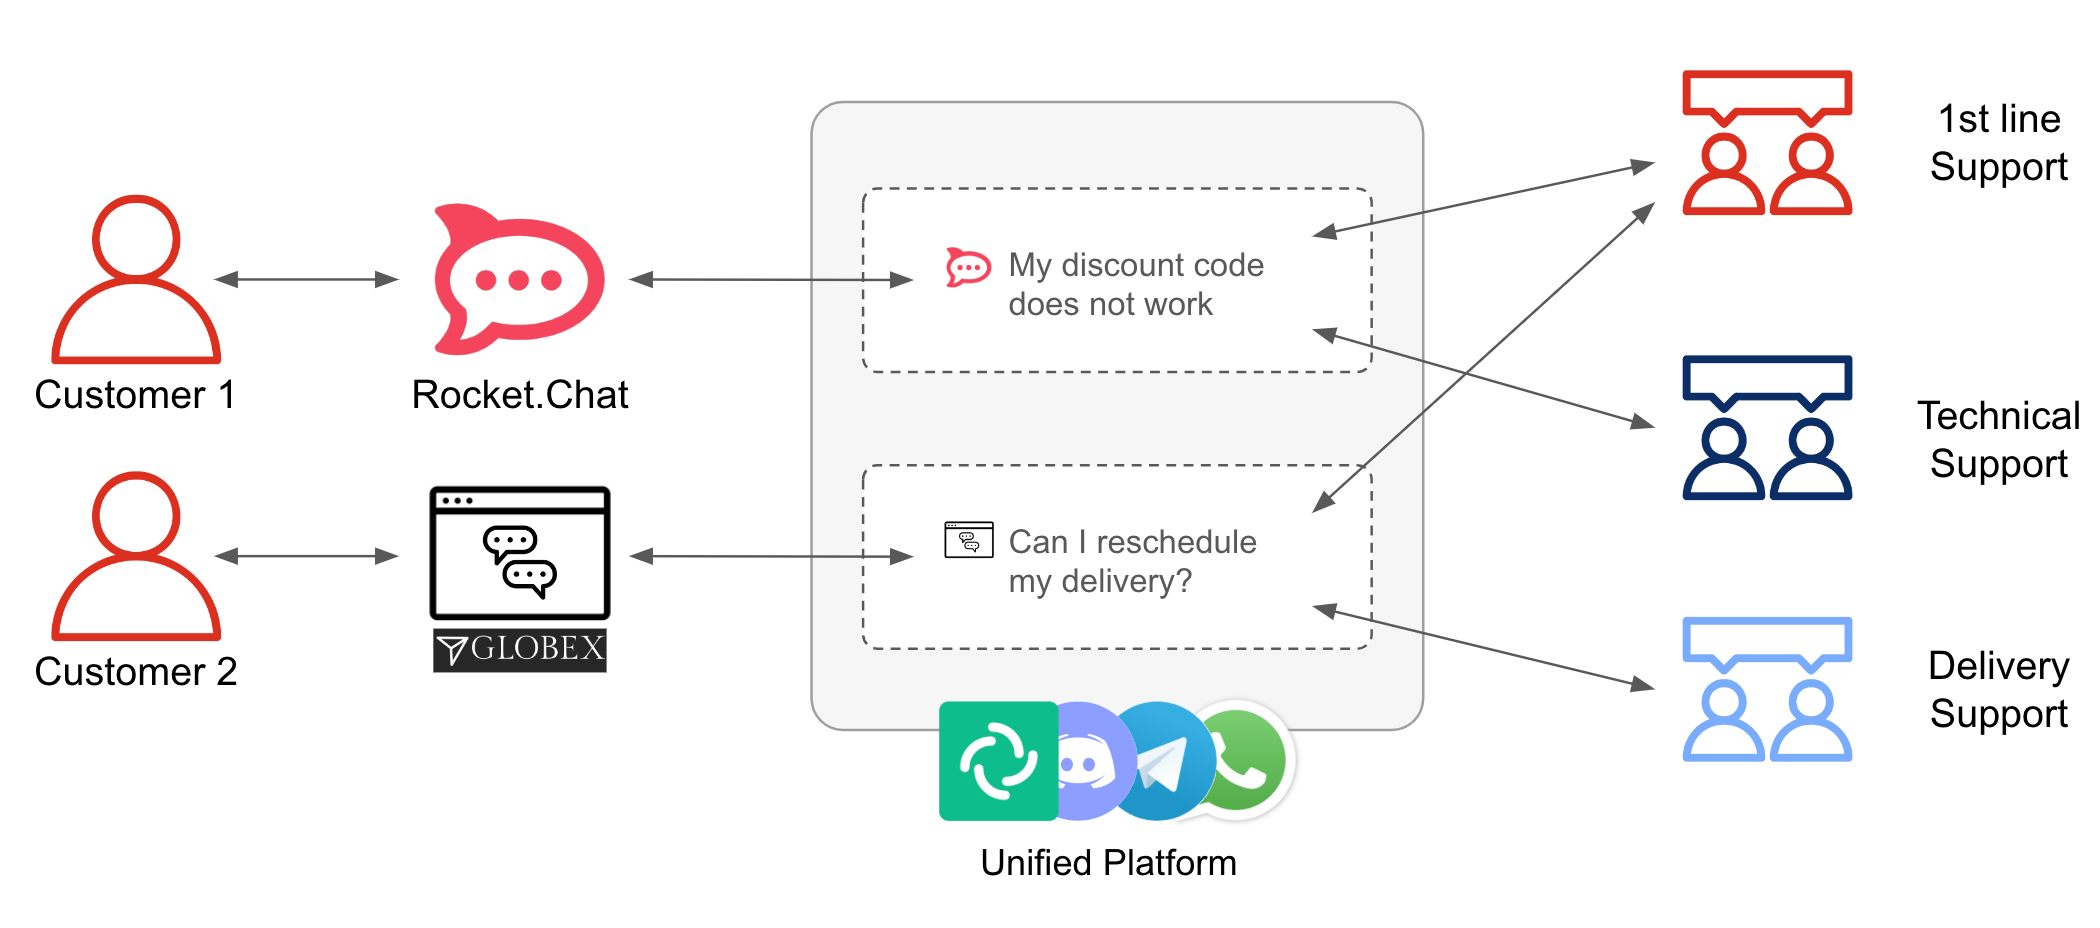 1st line
Support
My discount code
does not work
Customer 1
Rocket.Chat
Technical
Support
Can I reschedule
my delivery?
GLOBEX
Customer 2
Delivery
Support
Unified Platform